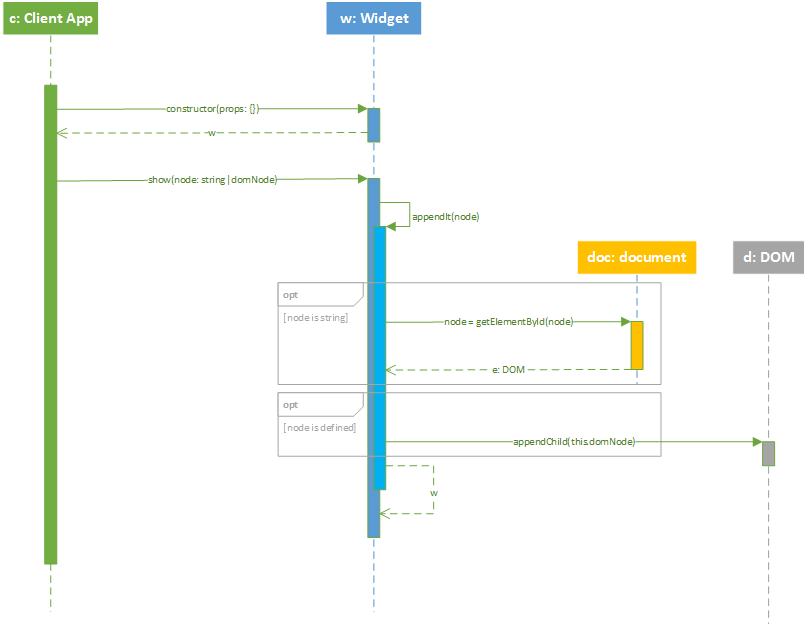 c: Client App
w: Widget
constructor(props: {})
w
show(node: string|domNode)
appendIt(node)
doc: document
d: DOM
opt
[node is string]
node = getElementById(node)
e: DOM
opt
[node is defined]
appendChild(this.domNode)
w